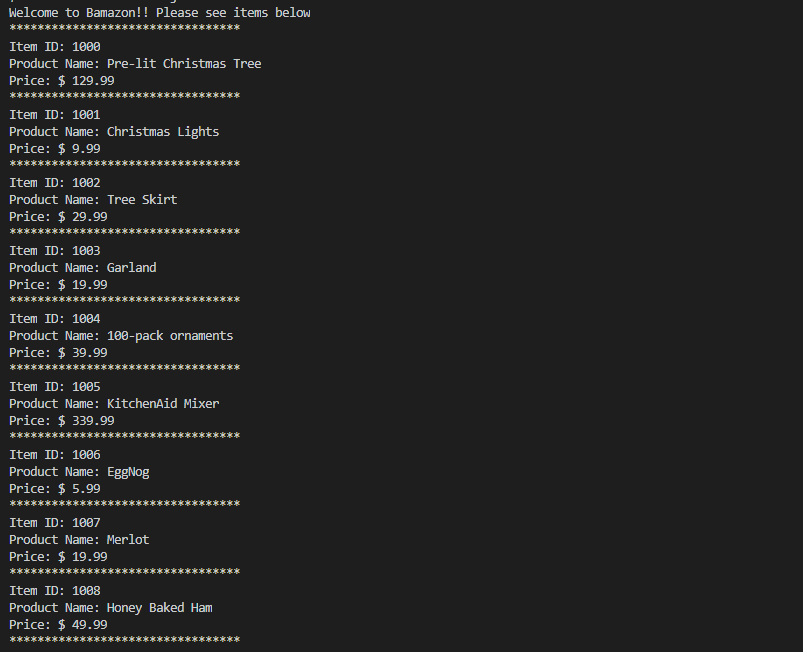 Welcome to Bamazon!! Please see items below
*********************************
Item ID: 1000
Product Name: Pre-lit Christmas Tree
Price: $ 129.99
*********************************
Item ID: 1001
Product Name: Christmas Lights
Price: $ 9.99
*********************************
Item ID: 1002
Product Name: Tree Skirt
Price: $ 29.99
*********************************
Item ID: 1003
Product Name: Garland
Price: $ 19.99
*********************************
Item ID: 1004
Product Name: 100-pack ornaments
Price: $ 39.99
*********************************
Item ID: 1005
Product Name: KitchenAid Mixer
Price: $ 339.99
*********************************
Item ID: 1006
Product Name: EggNog
Price: $ 5.99
*********************************
Item ID: 1007
Product Name: Merlot
Price: $ 19.99
*********************************
Item ID: 1008
Product Name: Honey Baked Ham
Price: $ 49.99
*********************************